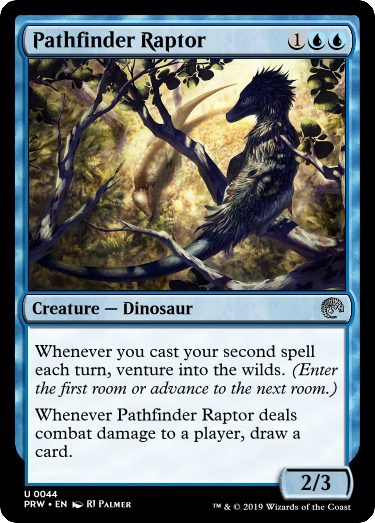 Pathfinder Raptor 1
Creature — Dinosaur
Whenever you cast your second spell
each turn, venture into the wilds. (Enter
the first room or advance to the next room.)
Whenever Pathfinder Raptor deals
combat damage to a player, draw a
card.
2/3
U 0044
PRW • EN RJ Palmer
™ & © 2019 Wizards of the Coast